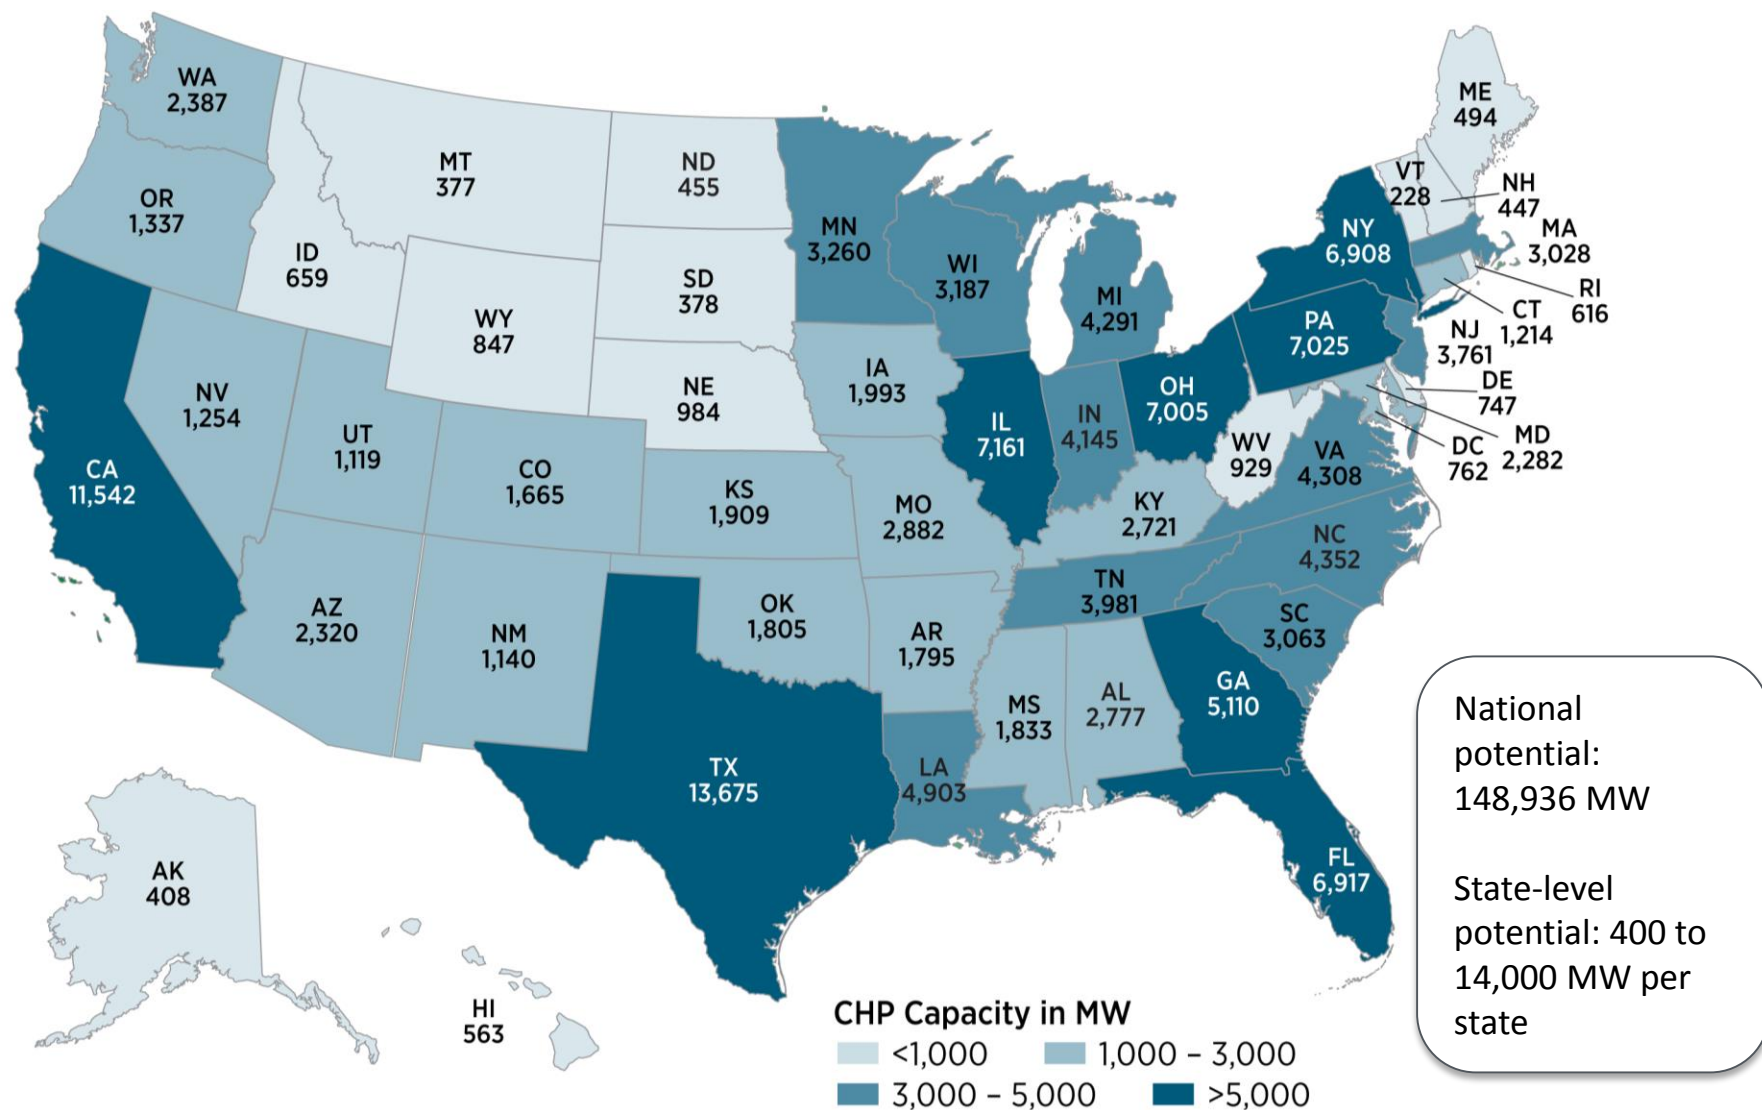 WA
2,387
OR
1,337
CA
11,542
ID
659
NV
1,254
MT
377
WY
847
UT
1,119
AZ
2,320
CO
1,665
NM
1,140
ND
455
SD
378
NE
984
KS
1,909
OK
1,805
TX
13,675
MN
3,260
IA
1,993
MO
2,882
AR
1,795
LA
4,903
WI
3,187
IL
7,161
MI
4,291
IN
4,145
OH
7,005
KY
2,721
TN
3,981
MS
1,833
AL
2,777
GA
5,110
FL
6,917
SC
3,063
NC
4,352
VA
4,308
WV
929
PA
7,025
NY
6,908
VT
228
ME
494
NH
447
MA
3,028
RI
616
CT
1,214
NJ
3,761
DE
747
MD
2,282
DC
762
AK
408
HI
563
National
potential:
148,936 MW
State-level
potential: 400 to
14,000 MW per
state
CHP Capacity in MW
<1,000
1,000 – 3,000
3,000 – 5,000
>5,000